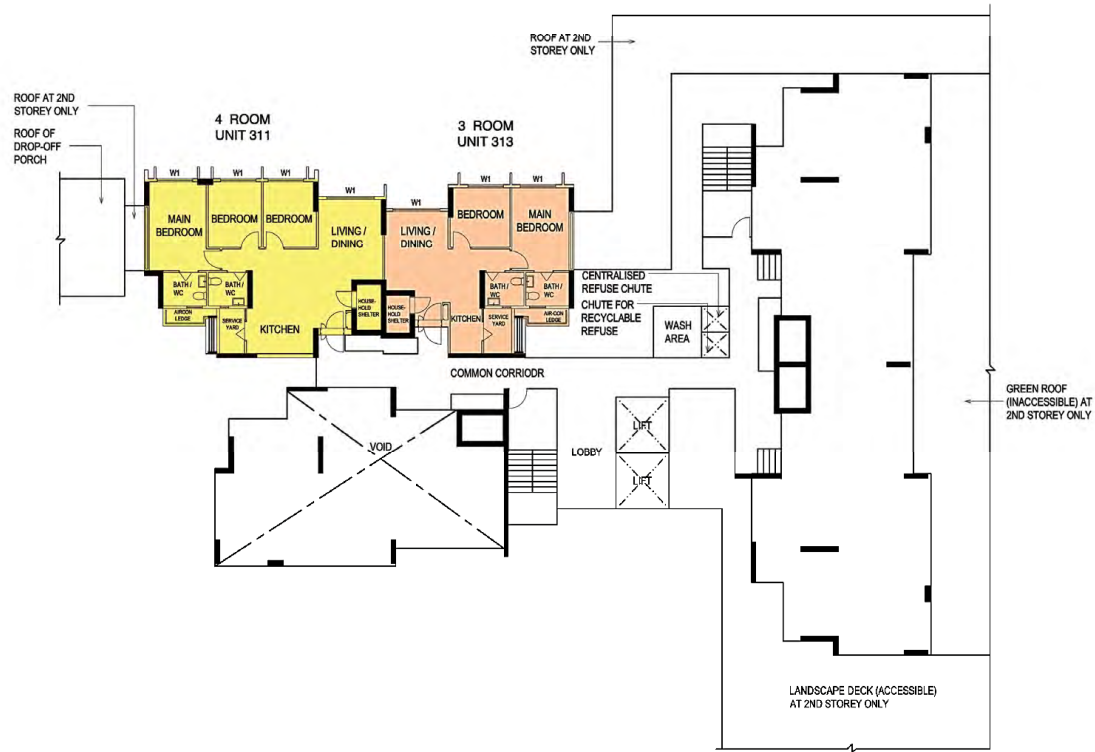 ROOF AT 2ND
STOREY ONLY
ROOF AT 2ND
STOREY ONLY
ROOF OF
DROP-OFF
PORCH
4 ROOM
UNIT 311
3 ROOM
UNIT 313
W1
W1
W1
W1
W1
W1
W1
MAIN
BEDROOM
BEDROOM
BEDROOM
LIVING /
DINING
LIVING /
DINING
BEDROOM
MAIN
BEDROOM
BATH /
WC
BATH /
WC
AIRCON
LEDGE
SERVICE
YARD
KITCHEN
HOUSE-
HOLD
SHELTER
HOUSE-
HOLD
SHELTER
KITCHEN
SERVICE
YARD
BATH /
WC
BATH /
WC
AIR-CON
LEDGE
CENTRALISED
REFUSE CHUTE
CHUTE FOR
RECYCLABLE
REFUSE
WASH
AREA
COMMON CORRIODR
GREEN ROOF
(INACCESSIBLE) AT
2ND STOREY ONLY
VOID
LOBBY
LIFT
LIFT
LANDSCAPE DECK (ACCESSIBLE)
AT 2ND STOREY ONLY